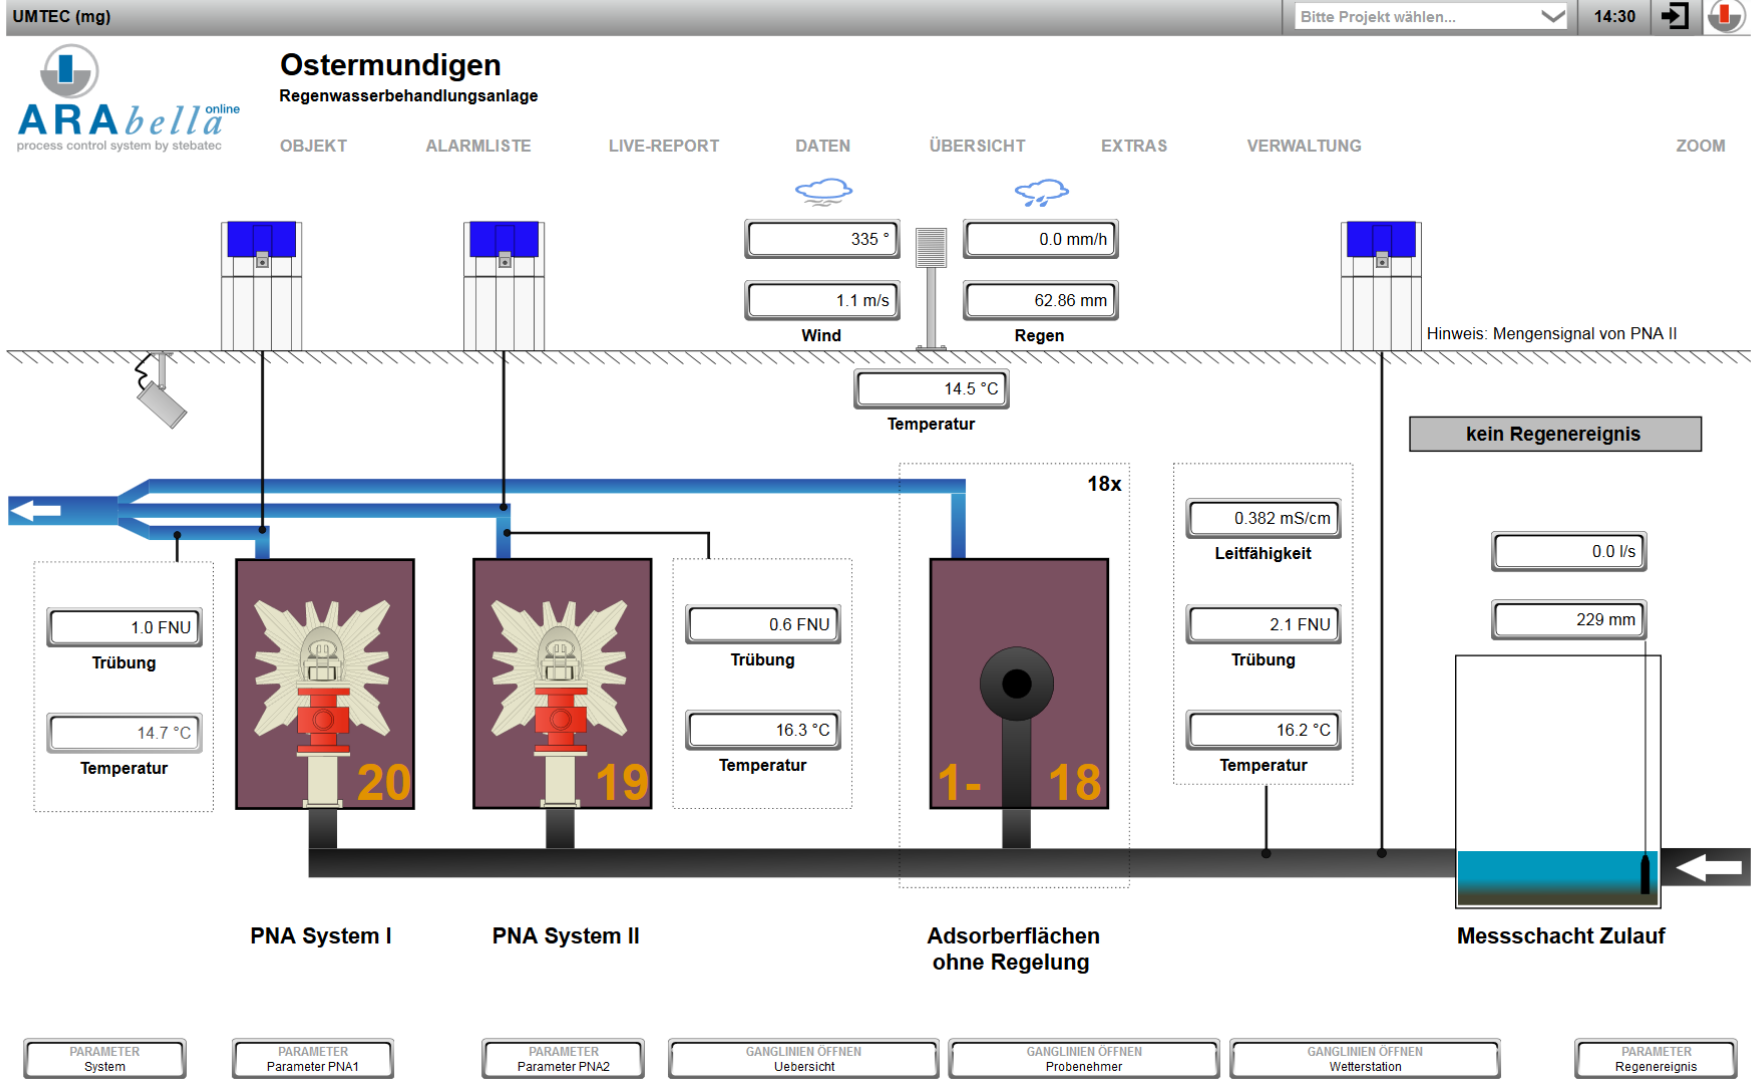 UMTEC (mg)
Bitte Projekt wählen...
14:30
ARAbella online
process control system by stebatec
Ostermundigen
Regenwasserbehandlungsanlage
OBJEKT
ALARMLISTE
LIVE-REPORT
DATEN
ÜBERSICHT
EXTRAS
VERWALTUNG
ZOOM
335 °
0.0 mm/h
1.1 m/s
62.86 mm
Wind
Regen
Hinweis: Mengensignal von PNA II
14.5 °C
Temperatur
kein Regenereignis
18x
0.382 mS/cm
Leitfähigkeit
0.0 l/s
229 mm
1.0 FNU
Trübung
14.7 °C
Temperatur
20
19
0.6 FNU
Trübung
16.3 °C
Temperatur
1- 18
2.1 FNU
Trübung
16.2 °C
Temperatur
PNA System I
PNA System II
Adsorberflächen
ohne Regelung
Messschacht Zulauf
PARAMETER
System
PARAMETER
Parameter PNA1
PARAMETER
Parameter PNA2
GANGLINIEN ÖFFNEN
Uebersicht
GANGLINIEN ÖFFNEN
Probenehmer
GANGLINIEN ÖFFNEN
Wetterstation
PARAMETER
Regenereignis